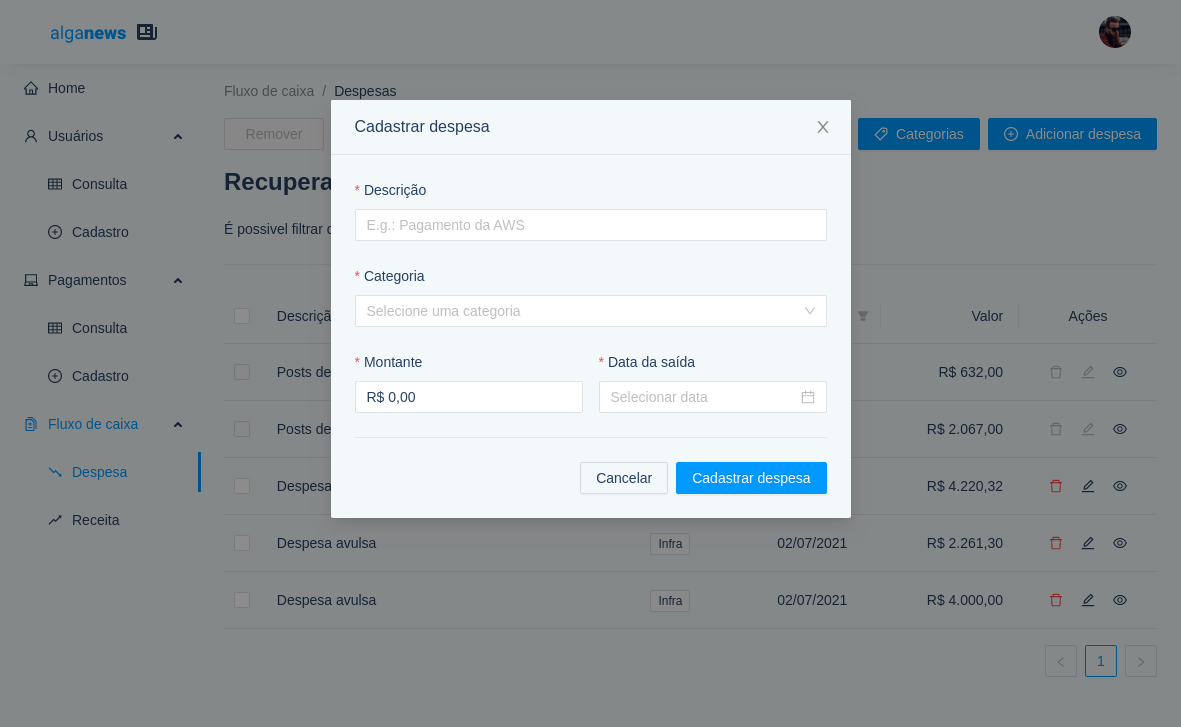 alganews
Home
Usuários
Consulta
Cadastro
Pagamentos
Consulta
Cadastro
Fluxo de caixa
Despesa
Receita
Fluxo de caixa / Despesas
Remover
Categorias
Adicionar despesa
Recupera
É possivel filtrar
Cadastrar despesa
* Descrição
E.g.: Pagamento da AWS
* Categoria
Selecione uma categoria
* Montante
* Data da saída
R$ 0,00
Selecionar data
Cancelar
Cadastrar despesa
Descriçã
Valor
Ações
Posts de
R$ 632,00
Posts de
R$ 2.067,00
Despesa
R$ 4.220,32
Despesa avulsa
Infra
02/07/2021
R$ 2.261,30
Despesa avulsa
Infra
02/07/2021
R$ 4.000,00
1